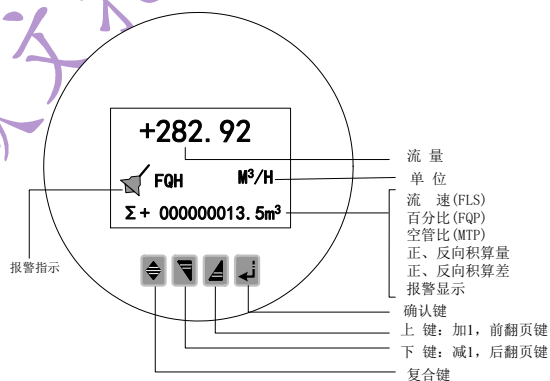 +282.92
FQH M³/H
Σ+ 000000013.5m³
报警指示
流 量
单 位
流 速(FLS)
百分比(FQP)
空管比(MTP)
正、反向积算量
正、反向积算差
报警显示
确认键
上 键: 加1, 前翻页键
下 键: 减1, 后翻页键
复合键